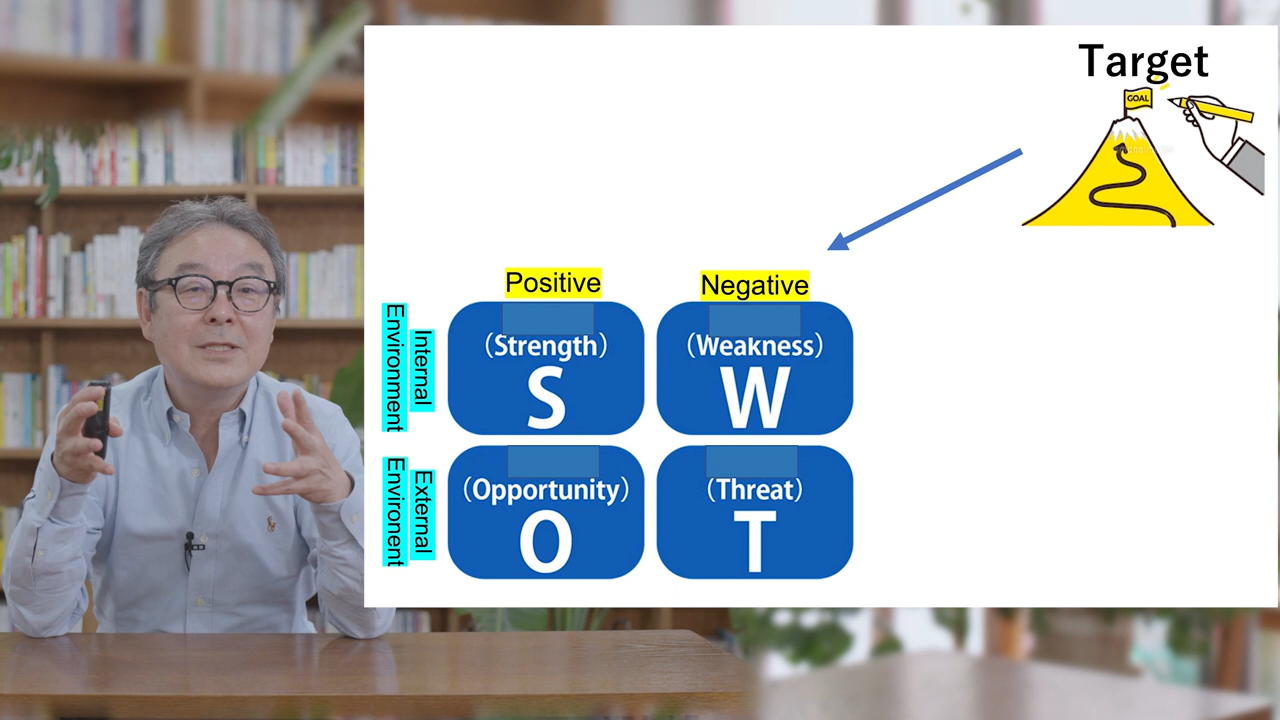 Target
GOAL
Positive
Negative
Internal
Environment
(Strength)
S
(Weakness)
W
External
Environent
(Opportunity)
O
(Threat)
T